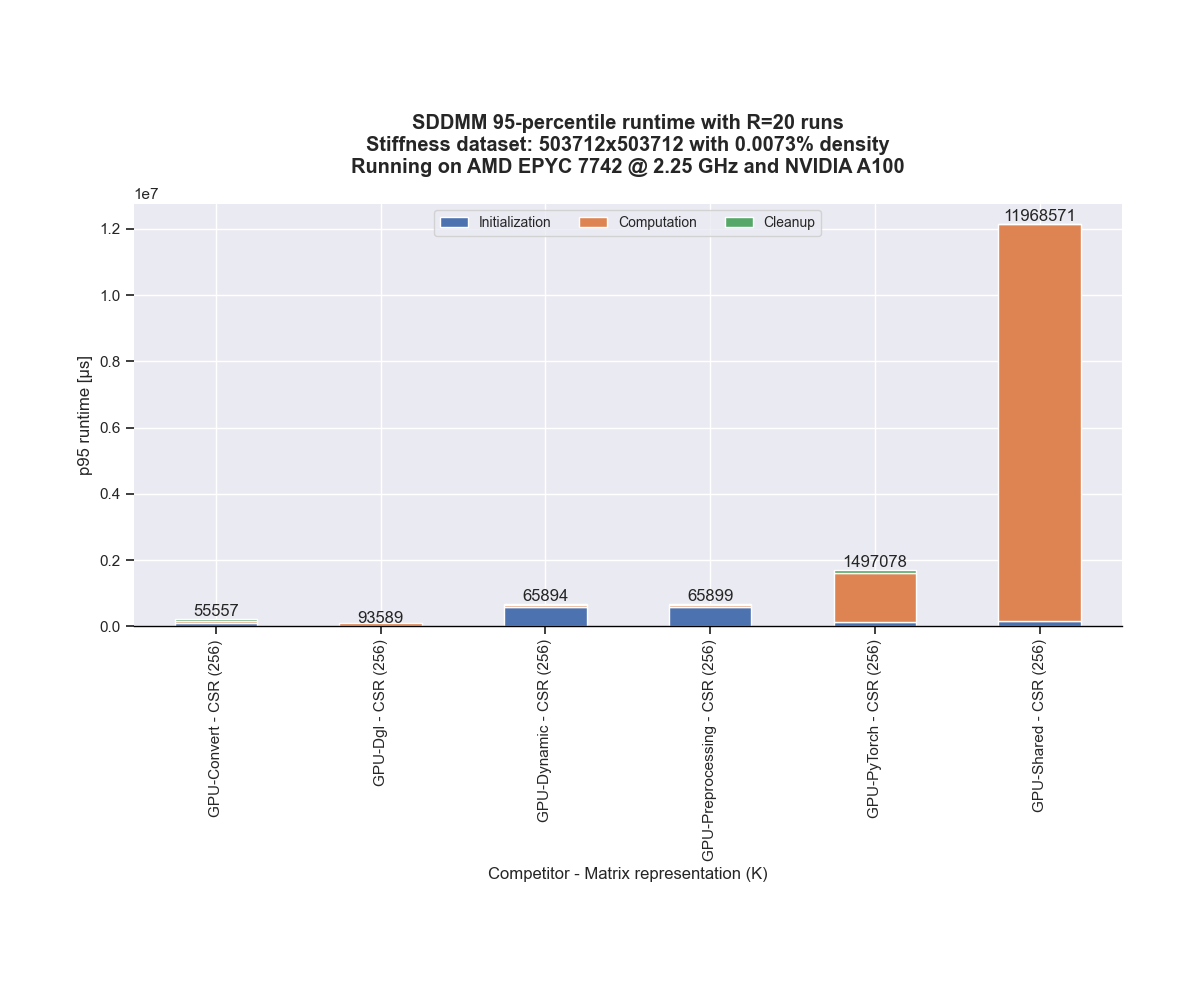 SDDMM 95-percentile runtime with R=20 runs
Stiffness dataset: 503712x503712 with 0.0073% density
Running on AMD EPYC 7742 @ 2.25 GHz and NVIDIA A100
1e7
Initialization Computation Cleanup
11968571
1.2
1.0
0.8
0.6
0.4
0.2
0.0
p95 runtime [µs]
55557
93589
65894
65899
1497078
GPU-Convert - CSR (256)
GPU-Dgl - CSR (256)
GPU-Dynamic - CSR (256)
GPU-Preprocessing - CSR (256)
GPU-PyTorch - CSR (256)
GPU-Shared - CSR (256)
Competitor - Matrix representation (K)